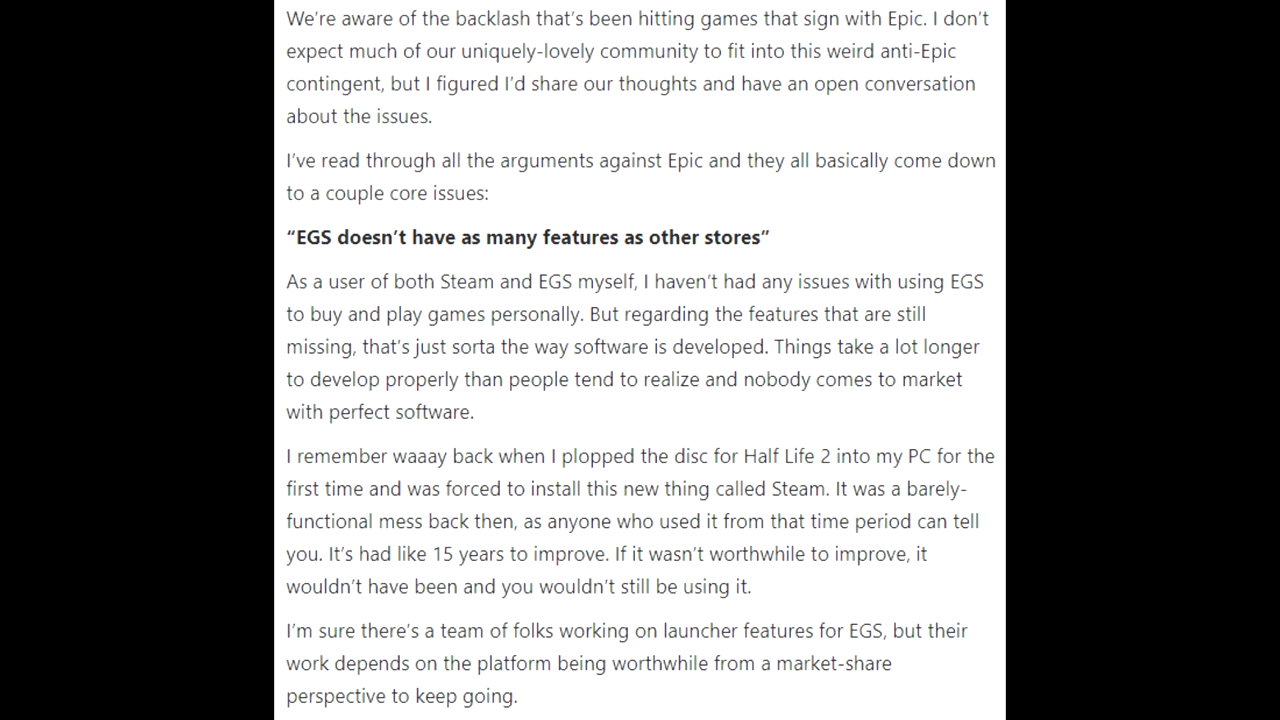 We’re aware of the backlash that’s been hitting games that sign with Epic. I don’t
expect much of our uniquely-lovely community to fit into this weird anti-Epic
contingent, but I figured I’d share our thoughts and have an open conversation
about the issues.
I’ve read through all the arguments against Epic and they all basically come down
to a couple core issues:
“EGS doesn’t have as many features as other stores”
As a user of both Steam and EGS myself, I haven’t had any issues with using EGS
to buy and play games personally. But regarding the features that are still
missing, that’s just sorta the way software is developed. Things take a lot longer
to develop properly than people tend to realize and nobody comes to market
with perfect software.
I remember waaay back when I plopped the disc for Half Life 2 into my PC for the
first time and was forced to install this new thing called Steam. It was a barely-
functional mess back then, as anyone who used it from that time period can tell
you. It’s had like 15 years to improve. If it wasn’t worthwhile to improve, it
wouldn’t have been and you wouldn’t still be using it.
I’m sure there’s a team of folks working on launcher features for EGS, but their
work depends on the platform being worthwhile from a market-share
perspective to keep going.